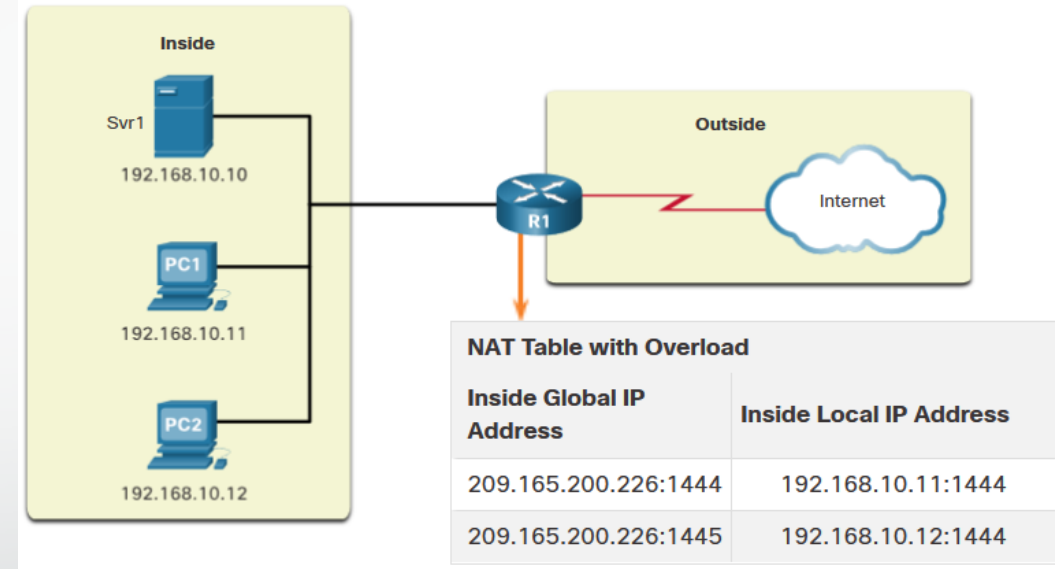 Inside
Svr1
192.168.10.10
PC1
192.168.10.11
PC2
192.168.10.12
Outside
Internet
R1
NAT Table with Overload
Inside Global IP
Address
Inside Local IP Address
209.165.200.226:1444 192.168.10.11:1444
209.165.200.226:1445 192.168.10.12:1444